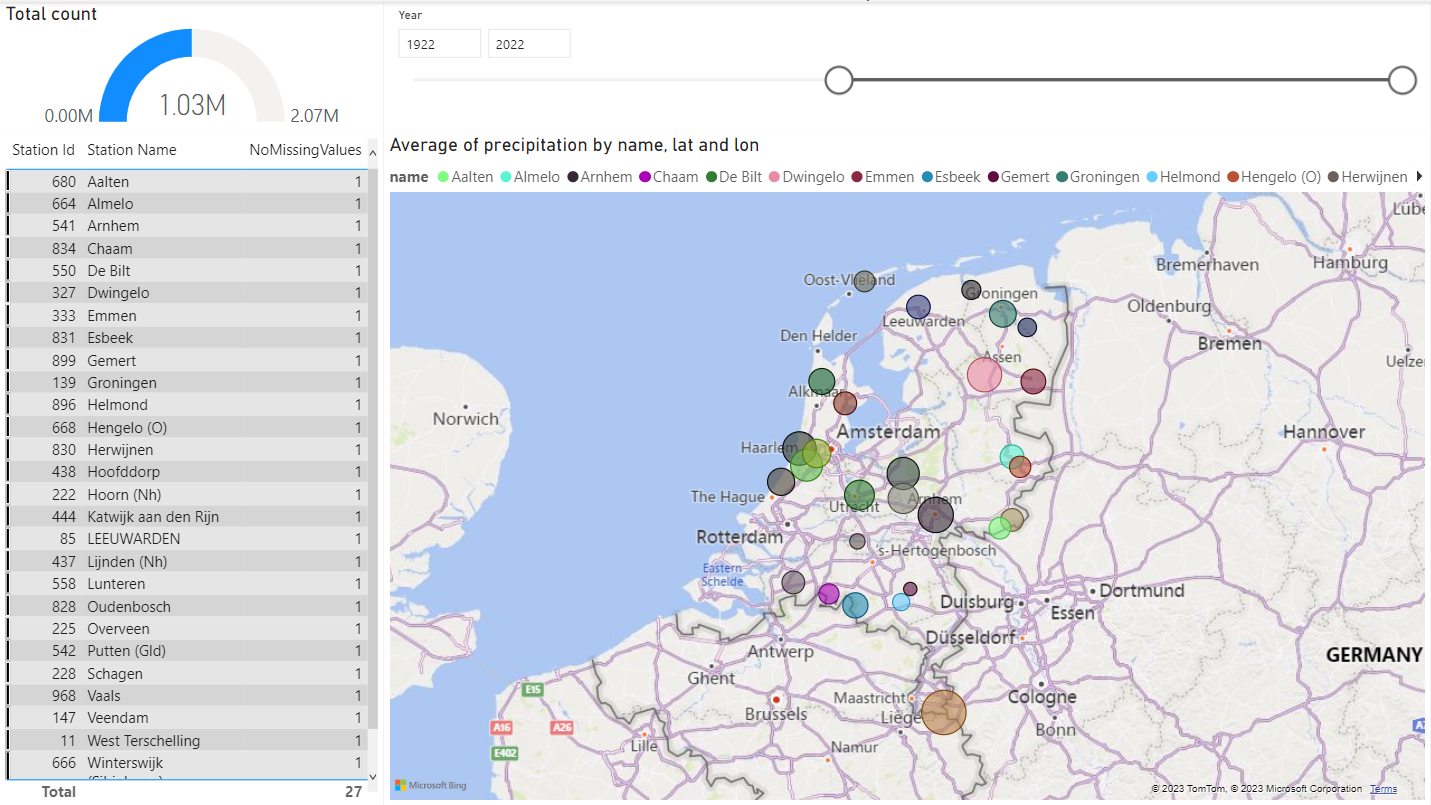 Total count
0.00M
1.03M
2.07M
Year
1922
2022
Station Id Station Name NoMissingValues
680 Aalten 1
664 Almelo 1
541 Arnhem 1
834 Chaam 1
550 De Bilt 1
327 Dwingelo 1
333 Emmen 1
831 Esbeek 1
899 Gemert 1
139 Groningen 1
896 Helmond 1
668 Hengelo (O) 1
830 Herwijnen 1
438 Hoofddorp 1
222 Hoorn (Nh) 1
444 Katwijk aan den Rijn 1
85 LEEUWARDEN 1
437 Lijnden (Nh) 1
558 Lunteren 1
828 Oudenbosch 1
225 Overveen 1
542 Putten (Gld) 1
228 Schagen 1
968 Vaals 1
147 Veendam 1
11 West Terschelling 1
666 Winterswijk 1
Total 27
Average of precipitation by name, lat and lon
name Aalten Almelo Arnhem Chaam De Bilt Dwingelo Emmen Esbeek Gemert Groningen Helmond Hengelo (O) Herwijnen
Lübe
Hamburg
Bremerhaven
Oost-Vlieland
Groningen
Oldenburg
Leeuwarden
Den Helder
Bremen
Assen
Uelzer
Alkmaar
Norwich
Amsterdam
Hannover
Haarlem
The Hague
Arnhem
Utrecht
Rotterdam
's-Hertogenbosch
Eastern
Schelde
Dortmund
Duisburg
Essen
Düsseldorf
Antwerp
GERMANY
Ghent
E15
Maastricht
Cologne
Brussels
Liege
A16
A26
Bonn
Lille
Namur
E402
Microsoft Bing
© 2023 TomTom, © 2023 Microsoft Corporation Terms